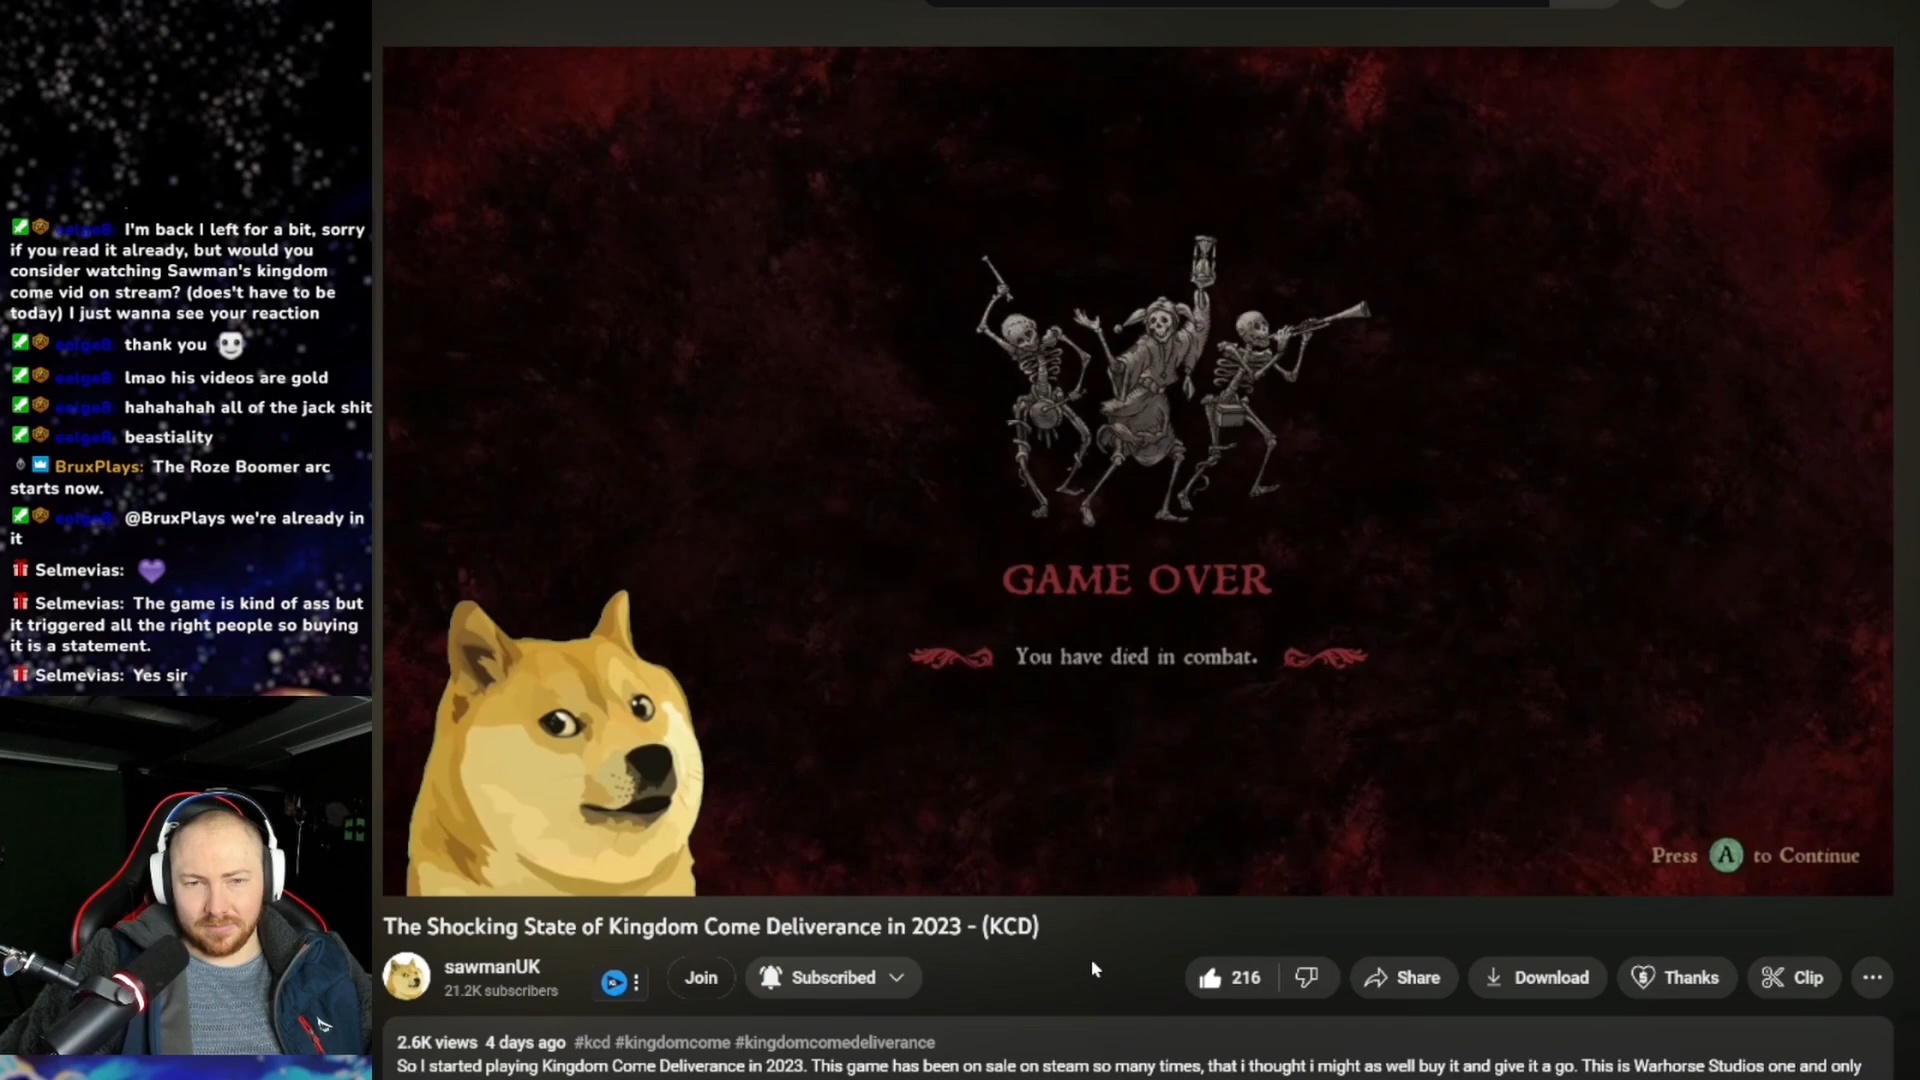 eelge8: I'm back I left for a bit, sorry
if you read it already, but would you
consider watching Sawman's kingdom
come vid on stream? (does't have to be
today) I just wanna see your reaction
eelge8: thank you
eelge8: lmao his videos are gold
eelge8: hahahahah all of the jack shit
eelge8: beastiality
BruxPlays: The Roze Boomer arc
starts now.
eelge8: @BruxPlays we're already in
it
Selmevias:
Selmevias: The game is kind of ass but
it triggered all the right people so buying
it is a statement.
Selmevias: Yes sir
GAME OVER
You have died in combat.
Press A to Continue
The Shocking State of Kingdom Come Deliverance in 2023 - (KCD)
sawmanUK
21.2K subscribers
Join
Subscribed
216
Share
Download
Thanks
Clip
2.6K views 4 days ago #kcd #kingdomcome #kingdomcomedeliverance
So I started playing Kingdom Come Deliverance in 2023. This game has been on sale on steam so many times, that i thought i might as well buy it and give it a go. This is Warhorse Studios one and only